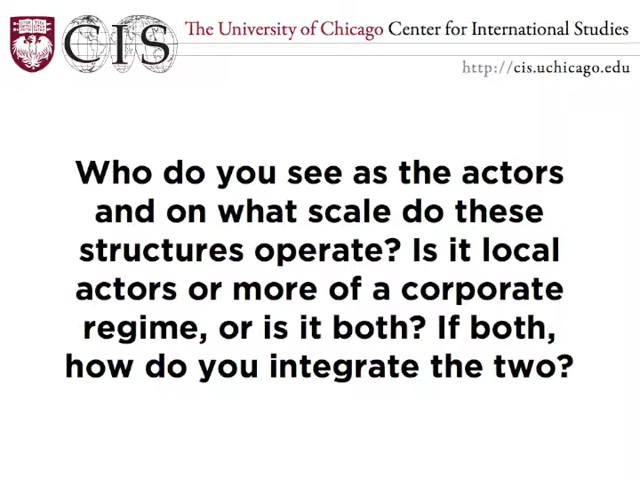 CIS The University of Chicago Center for International Studies
http://cis.uchicago.edu
Who do you see as the actors
and on what scale do these
structures operate? Is it local
actors or more of a corporate
regime, or is it both? If both,
how do you integrate the two?